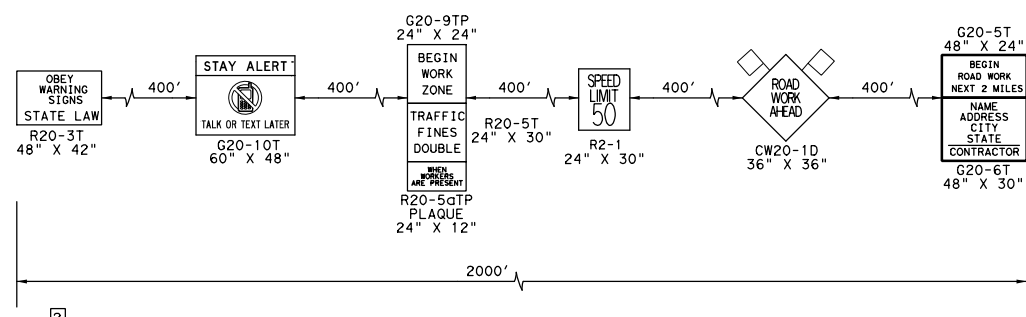 OBEY
WARNING
SIGNS
STATE LAW
R20-3T
48" X 42"
400'
STAY ALERT
TALK OR TEXT LATER
G20-10T
60" X 48"
400'
G20-9TP
24" X 24"
BEGIN
WORK
ZONE
TRAFFIC
FINES
DOUBLE
WHEN
WORKERS
ARE PRESENT
R20-5T
24" X 30"
R20-5aTP
PLAQUE
24" X 12"
400'
SPEED
LIMIT
50
R2-1
24" X 30"
400'
ROAD
WORK
AHEAD
CW20-1D
36" X 36"
400'
G20-5T
48" X 24"
BEGIN
ROAD WORK
NEXT 2 MILES
NAME
ADDRESS
CITY
STATE
CONTRACTOR
G20-6T
48" X 30"
2000'